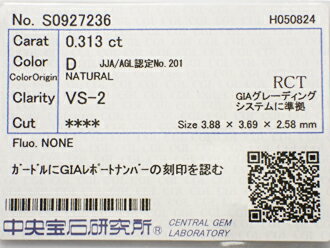 No. S0927236 H050824
Carat 0.313 ct
Color D JJA/AGL認定No.201
ColorOrigin NATURAL RCT
Clarity VS-2 GIAグレーディング
システムに準拠
Cut ****
Size 3.88 × 3.69 × 2.58 mm
Fluo. NONE
ガードルにGIAレポートナンバーの刻印を認む
中央宝石研究所® CENTRAL GEM
LABORATORY